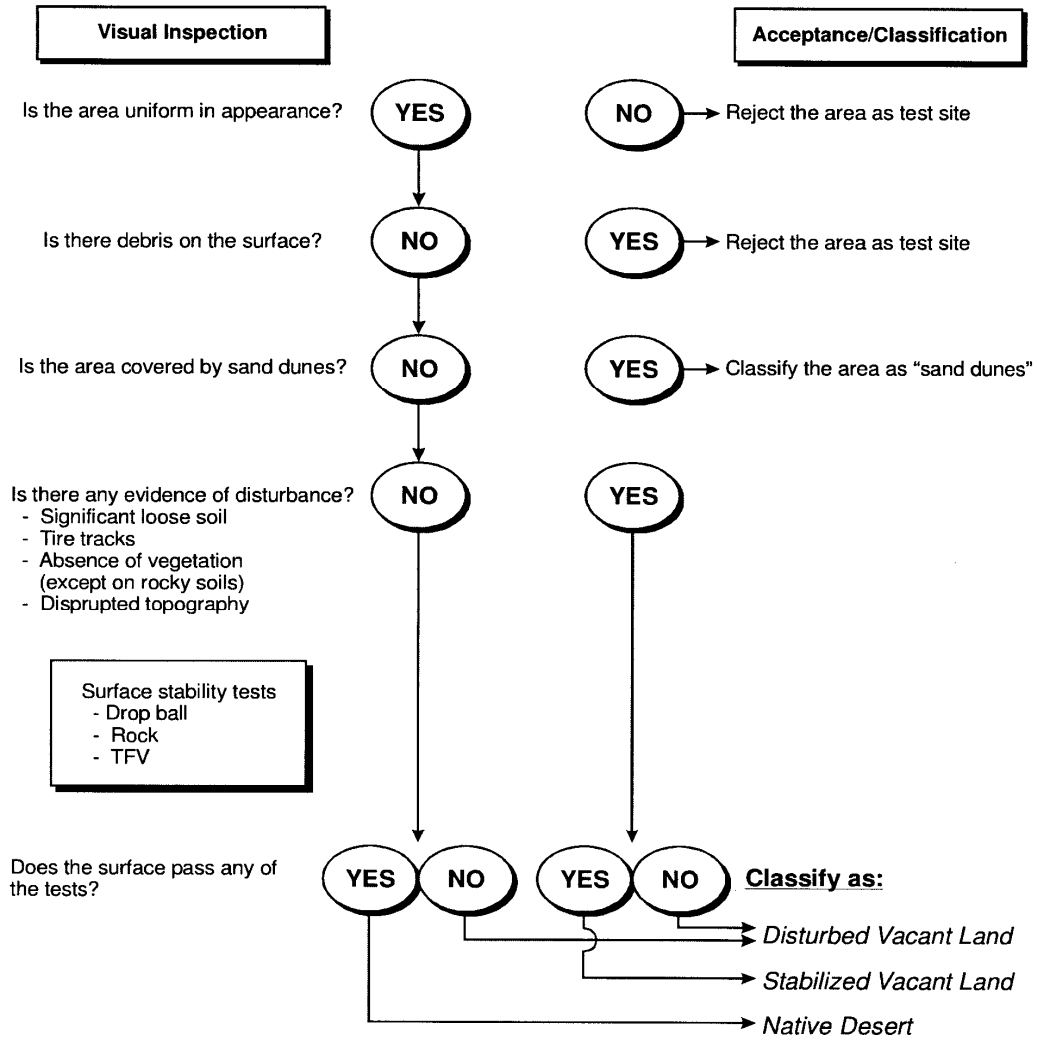 Visual Inspection
Acceptance/Classification
Is the area uniform in appearance?
YES
NO
Reject the area as test site
Is there debris on the surface?
NO
YES
Reject the area as test site
Is the area covered by sand dunes?
NO
YES
Classify the area as “sand dunes”
Is there any evidence of disturbance?
- Significant loose soil
- Tire tracks
- Absence of vegetation
(except on rocky soils)
- Disprupted topography
NO
YES
Surface stability tests
- Drop ball
- Rock
- TFV
Does the surface pass any of
the tests?
YES
NO
YES
NO
Classify as:
Disturbed Vacant Land
Stabilized Vacant Land
Native Desert